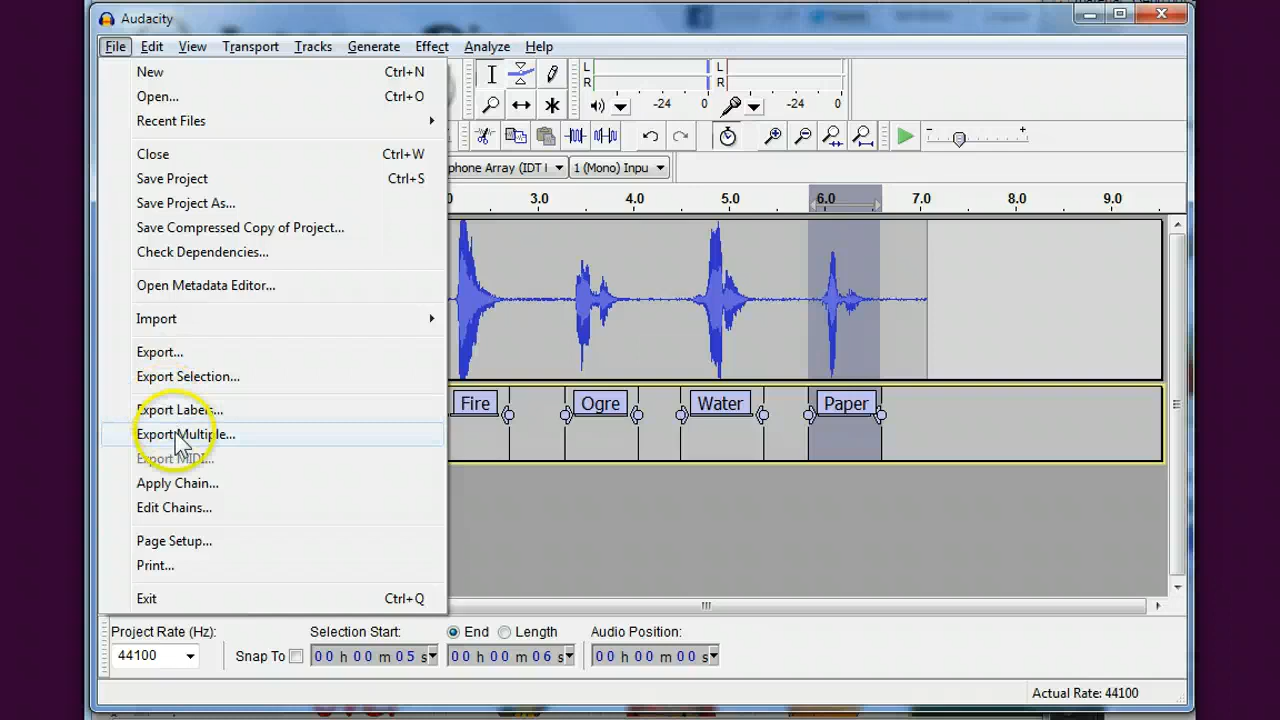 Audacity
File Edit View Transport Tracks Generate Effect Analyze Help
New Ctrl+N
Open... Ctrl+O
Recent Files
Close Ctrl+W
Save Project Ctrl+S
Save Project As...
Save Compressed Copy of Project...
Check Dependencies...
Open Metadata Editor...
Import
Export...
Export Selection...
Export Labels...
Export Multiple...
Export MIDI...
Apply Chain...
Edit Chains...
Page Setup...
Print...
Exit Ctrl+Q
L
R
-24 0
L
R
-24 0
- +
phone Array (IDT 1 (Mono) Inpu
0 3.0 4.0 5.0 6.0 7.0 8.0 9.0
Fire Ogre Water Paper
Project Rate (Hz): Selection Start: End Length Audio Position:
44100 Snap To 00 h 00 m 05 s 00 h 00 m 06 s 00 h 00 m 00 s
Actual Rate: 44100